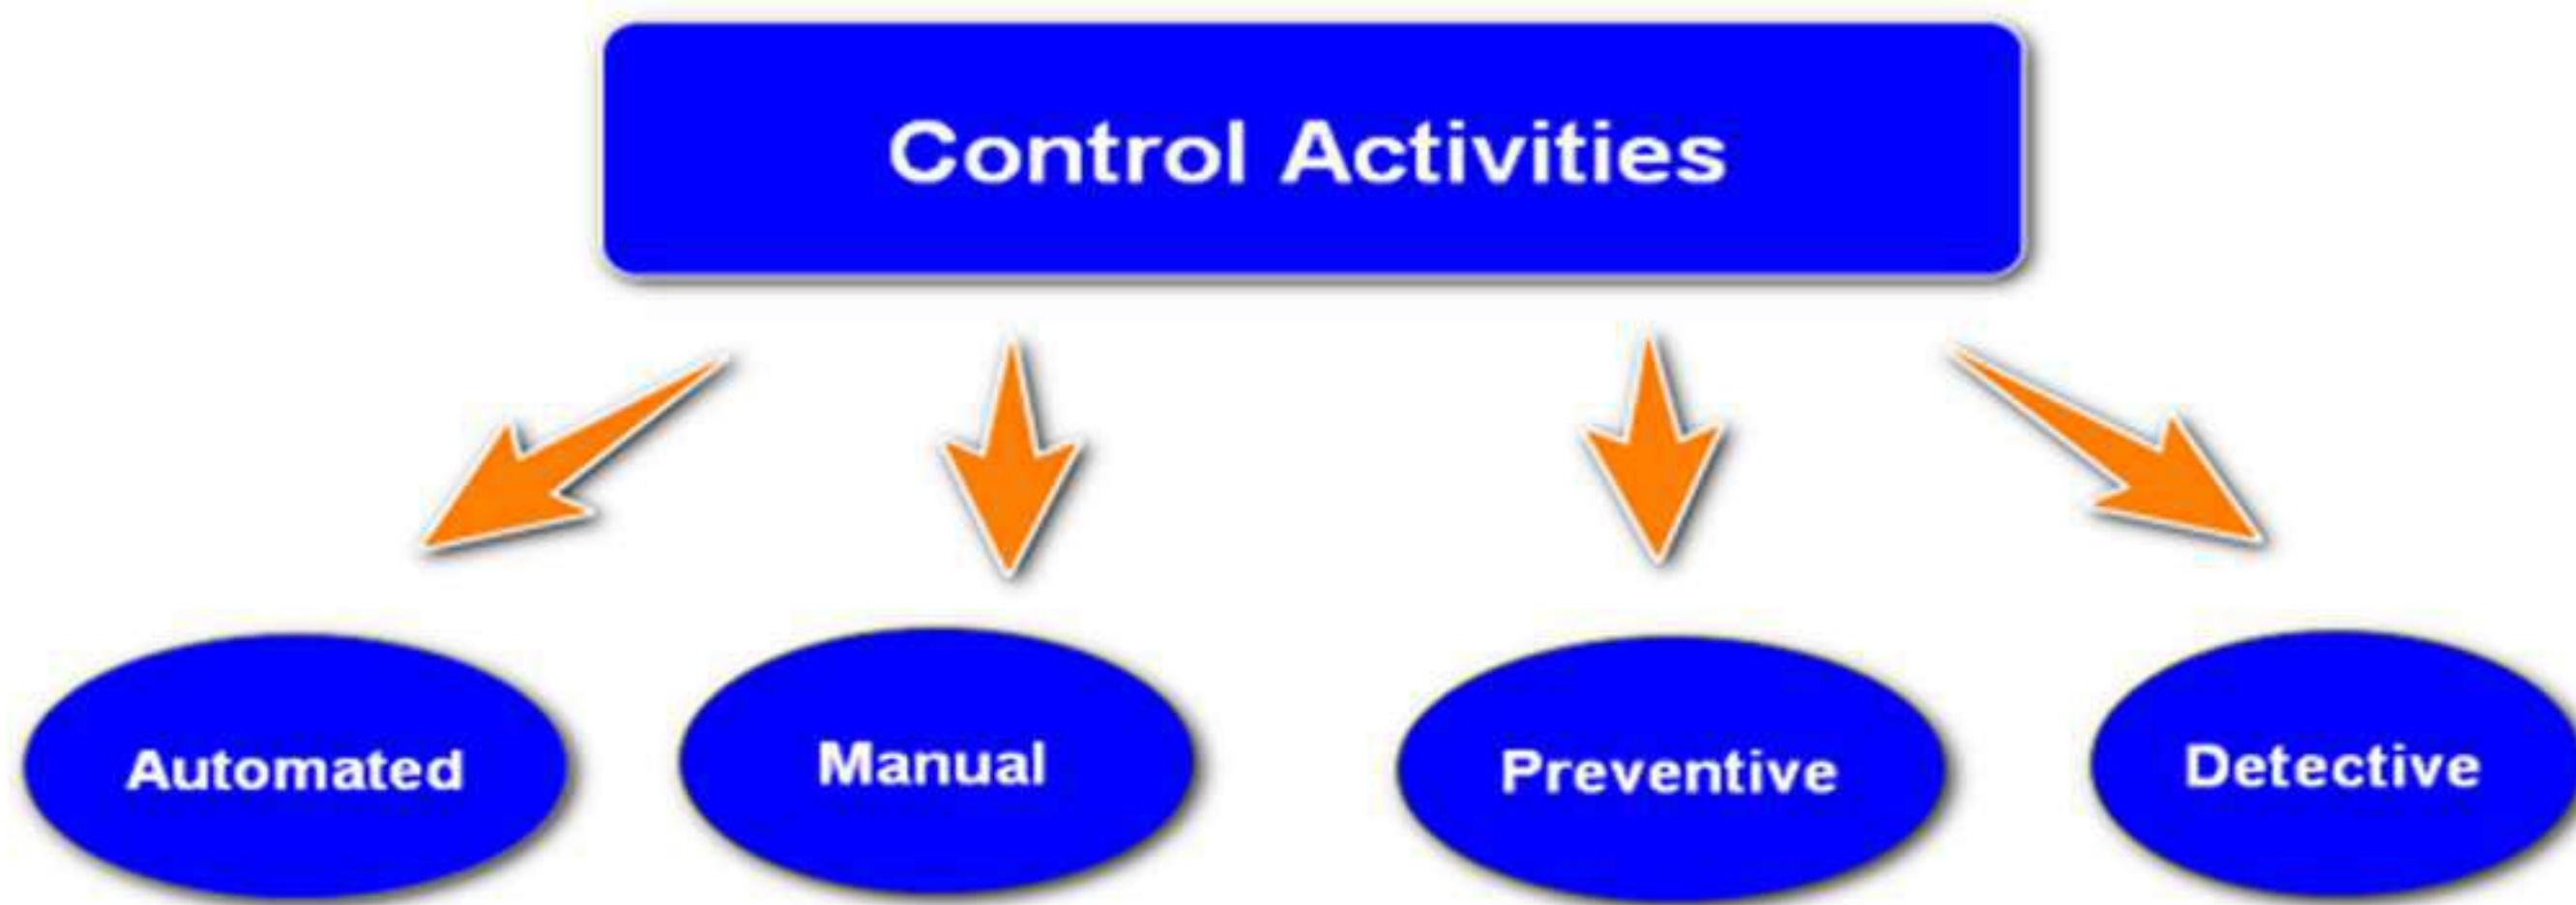 Control Activities
Automated
Manual
Preventive
Detective